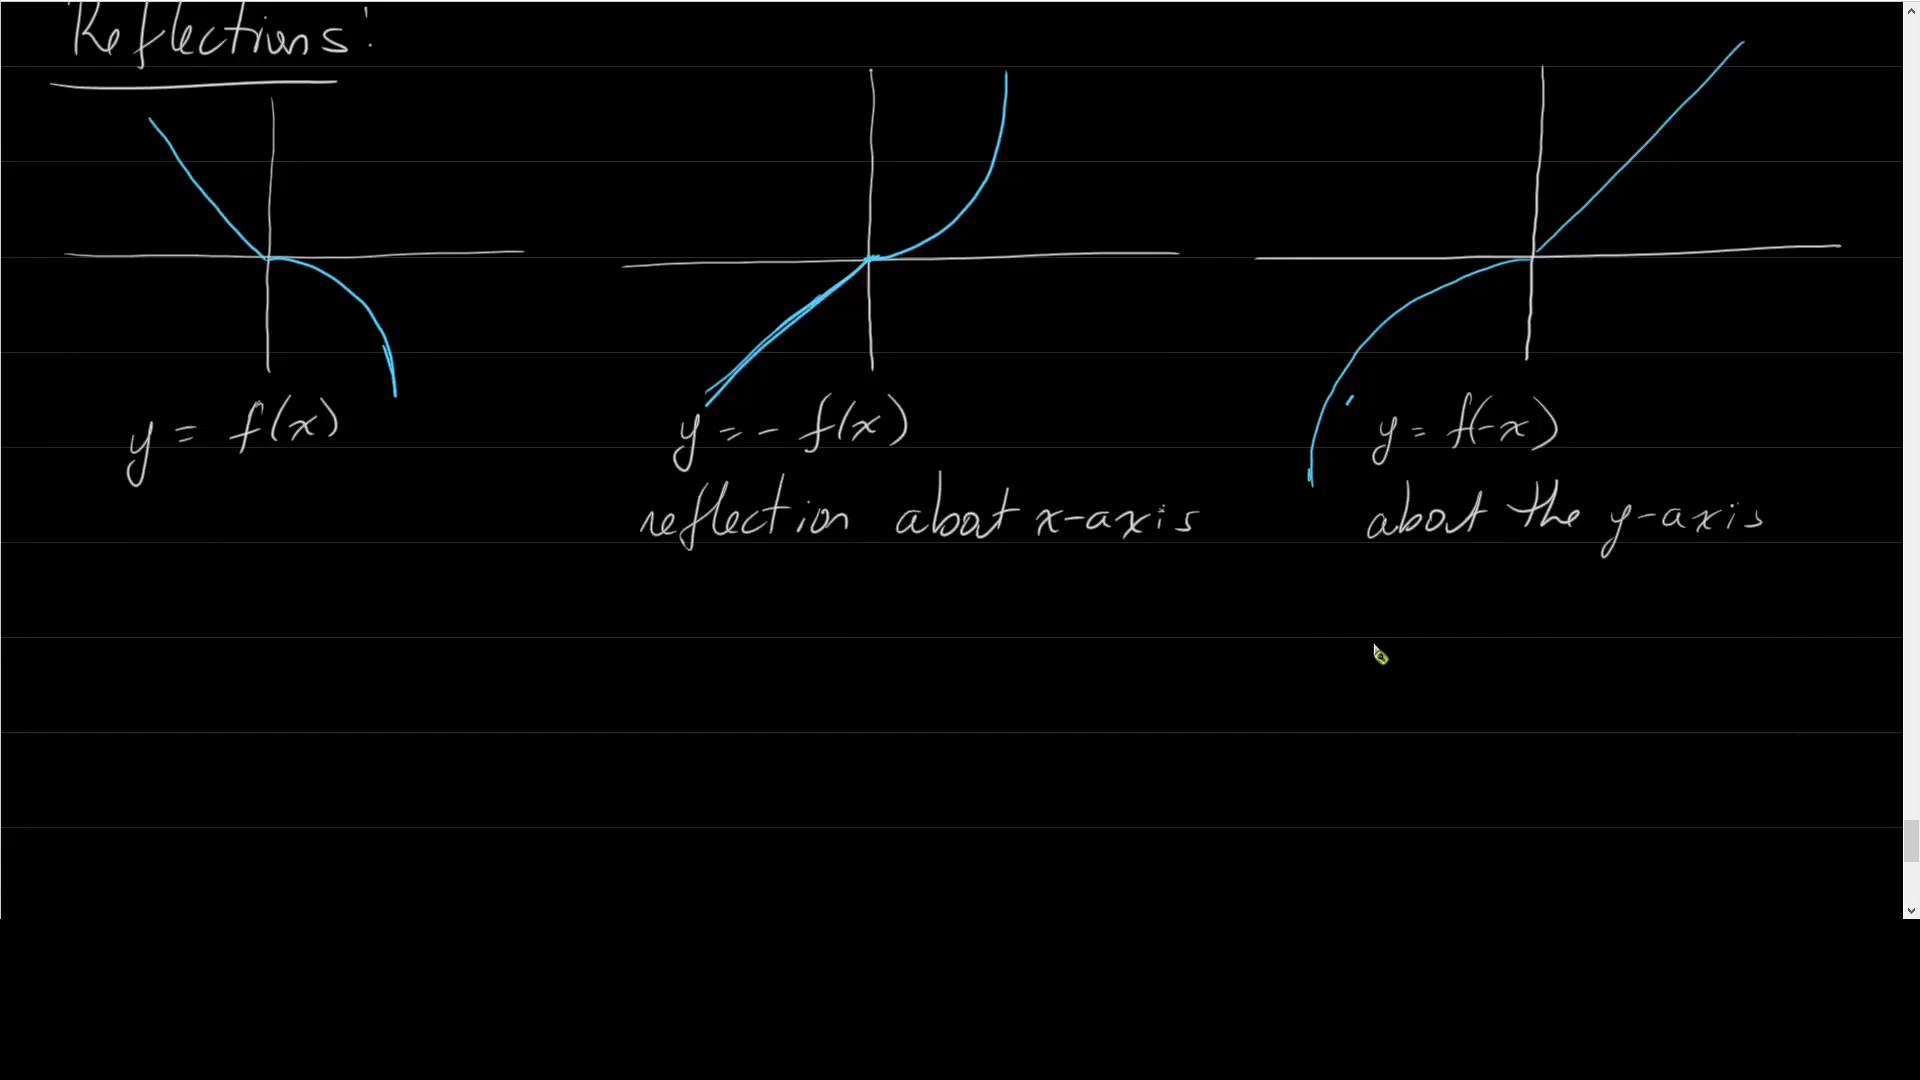 Reflections:
y = f(x)
y = - f(x)
y = f(-x)
reflection about x-axis
about the y-axis